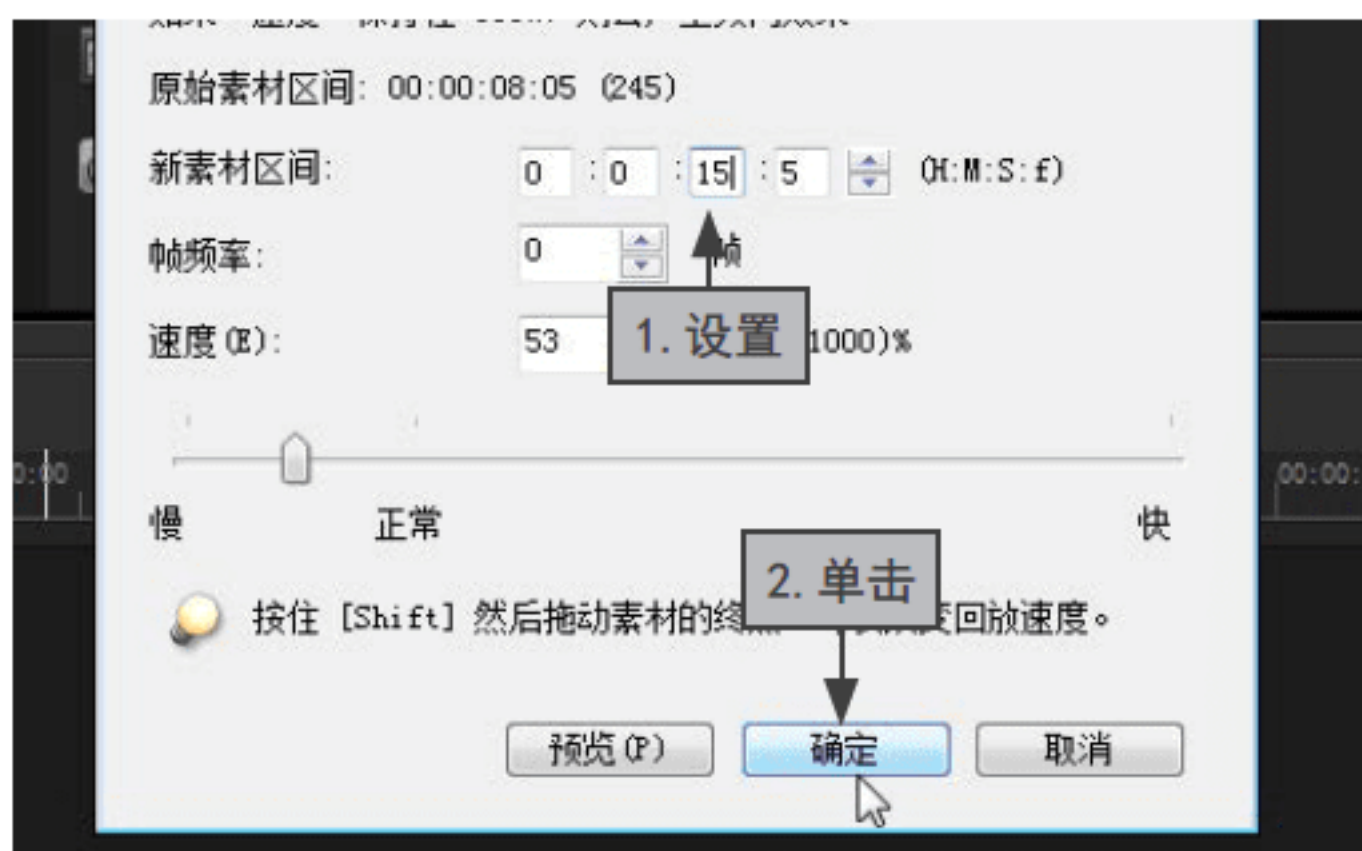 原始素材区间: 00:00:08:05 (245)
新素材区间: 0 :0 :15 :5 (H:M:S:f)
帧频率: 0 帧
1.设置
速度(E): 53 1000)%
0:00
00:00:
慢 正常 快
2.单击
按住 [Shift] 然后拖动素材的终 变回放速度。
预览(P) 确定 取消